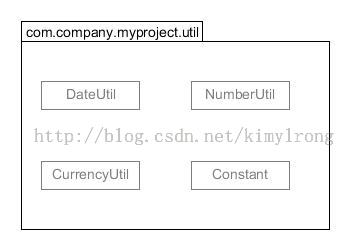 com.company.myproject.util
DateUtil NumberUtil
http://blog.csdn.net/kimylrong
CurrencyUtil Constant